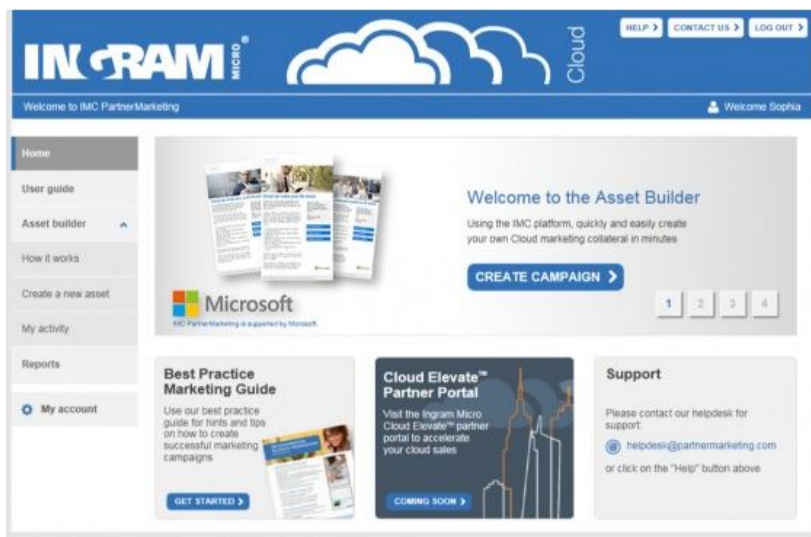 HELP
CONTACT US
LOG OUT
INGRAM MICRO®
Cloud
Welcome to IMC PartnerMarketing
Welcome Sophia
Home
User guide
Asset builder
How it works
Create a new asset
My activity
Reports
My account
Welcome to the Asset Builder
Using the IMC platform, quickly and easily create
your own Cloud marketing collateral in minutes
CREATE CAMPAIGN
Microsoft
IMC PartnerMarketing is supported by Microsoft.
1 2 3 4
Best Practice
Marketing Guide
Use our best practice
guide for hints and tips
on how to create
successful marketing
campaigns
GET STARTED
Cloud Elevate™
Partner Portal
Visit the Ingram Micro
Cloud Elevate™ partner
portal to accelerate
your cloud sales
COMING SOON
Support
Please contact our helpdesk for
support:
@ helpdesk@partnermarketing.com
or click on the "Help" button above